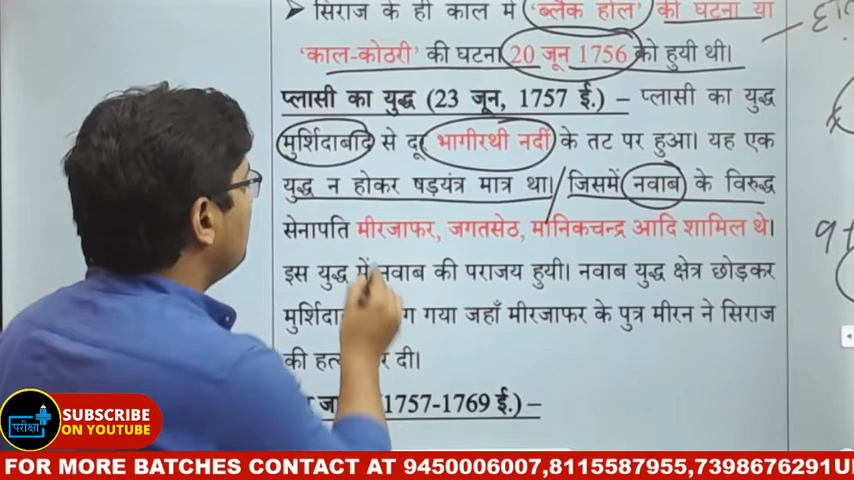 ➤ सिराज के ही काल मे 'ब्लैक होल' की घटना या
'काल-कोठरी' की घटना 20 जून 1756 को हुयी थी।
प्लासी का युद्ध (23 जून, 1757 ई.) – प्लासी का युद्ध
मुर्शिदाबाद से दूर भागीरथी नदी के तट पर हुआ। यह एक
युद्ध न होकर षड़यंत्र मात्र था। जिसमें नवाब के विरुद्ध
सेनापति मीरजाफर, जगतसेठ, मानिकचन्द्र आदि शामिल थे।
इस युद्ध में नवाब की पराजय हुयी। नवाब युद्ध क्षेत्र छोड़कर
गया जहाँ मीरजाफर के पुत्र मीरन ने सिराज
की दी।
1757-1769 ई.) –
परीक्षा
SUBSCRIBE
ON YOUTUBE
FOR MORE BATCHES CONTACT AT 9450006007,8115587955,7398676291